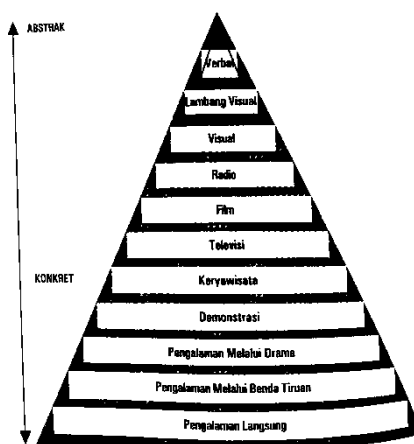 ABSTRAK
Verbal
Lambang Visual
Visual
Radio
Film
Televisi
KONKRET
Keryawisata
Demonstrasi
Pengalaman Melalui Drama
Pengalaman Melalui Benda Tiruan
Pengalaman Langsung